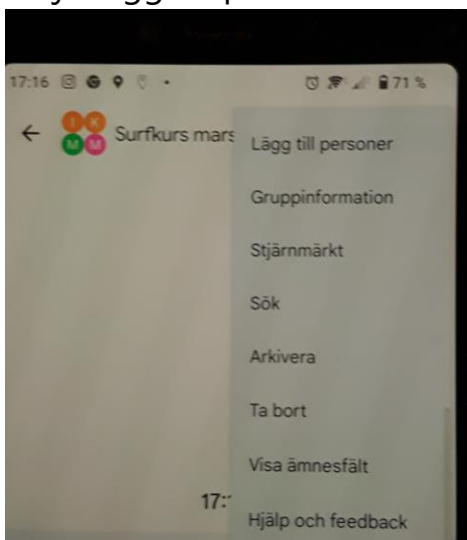 17:16 71 %
Surfkurs mars
I K
M M
Lägg till personer
Gruppinformation
Stjärnmärkt
Sök
Arkivera
Ta bort
Visa ämnesfält
17:
Hjälp och feedback